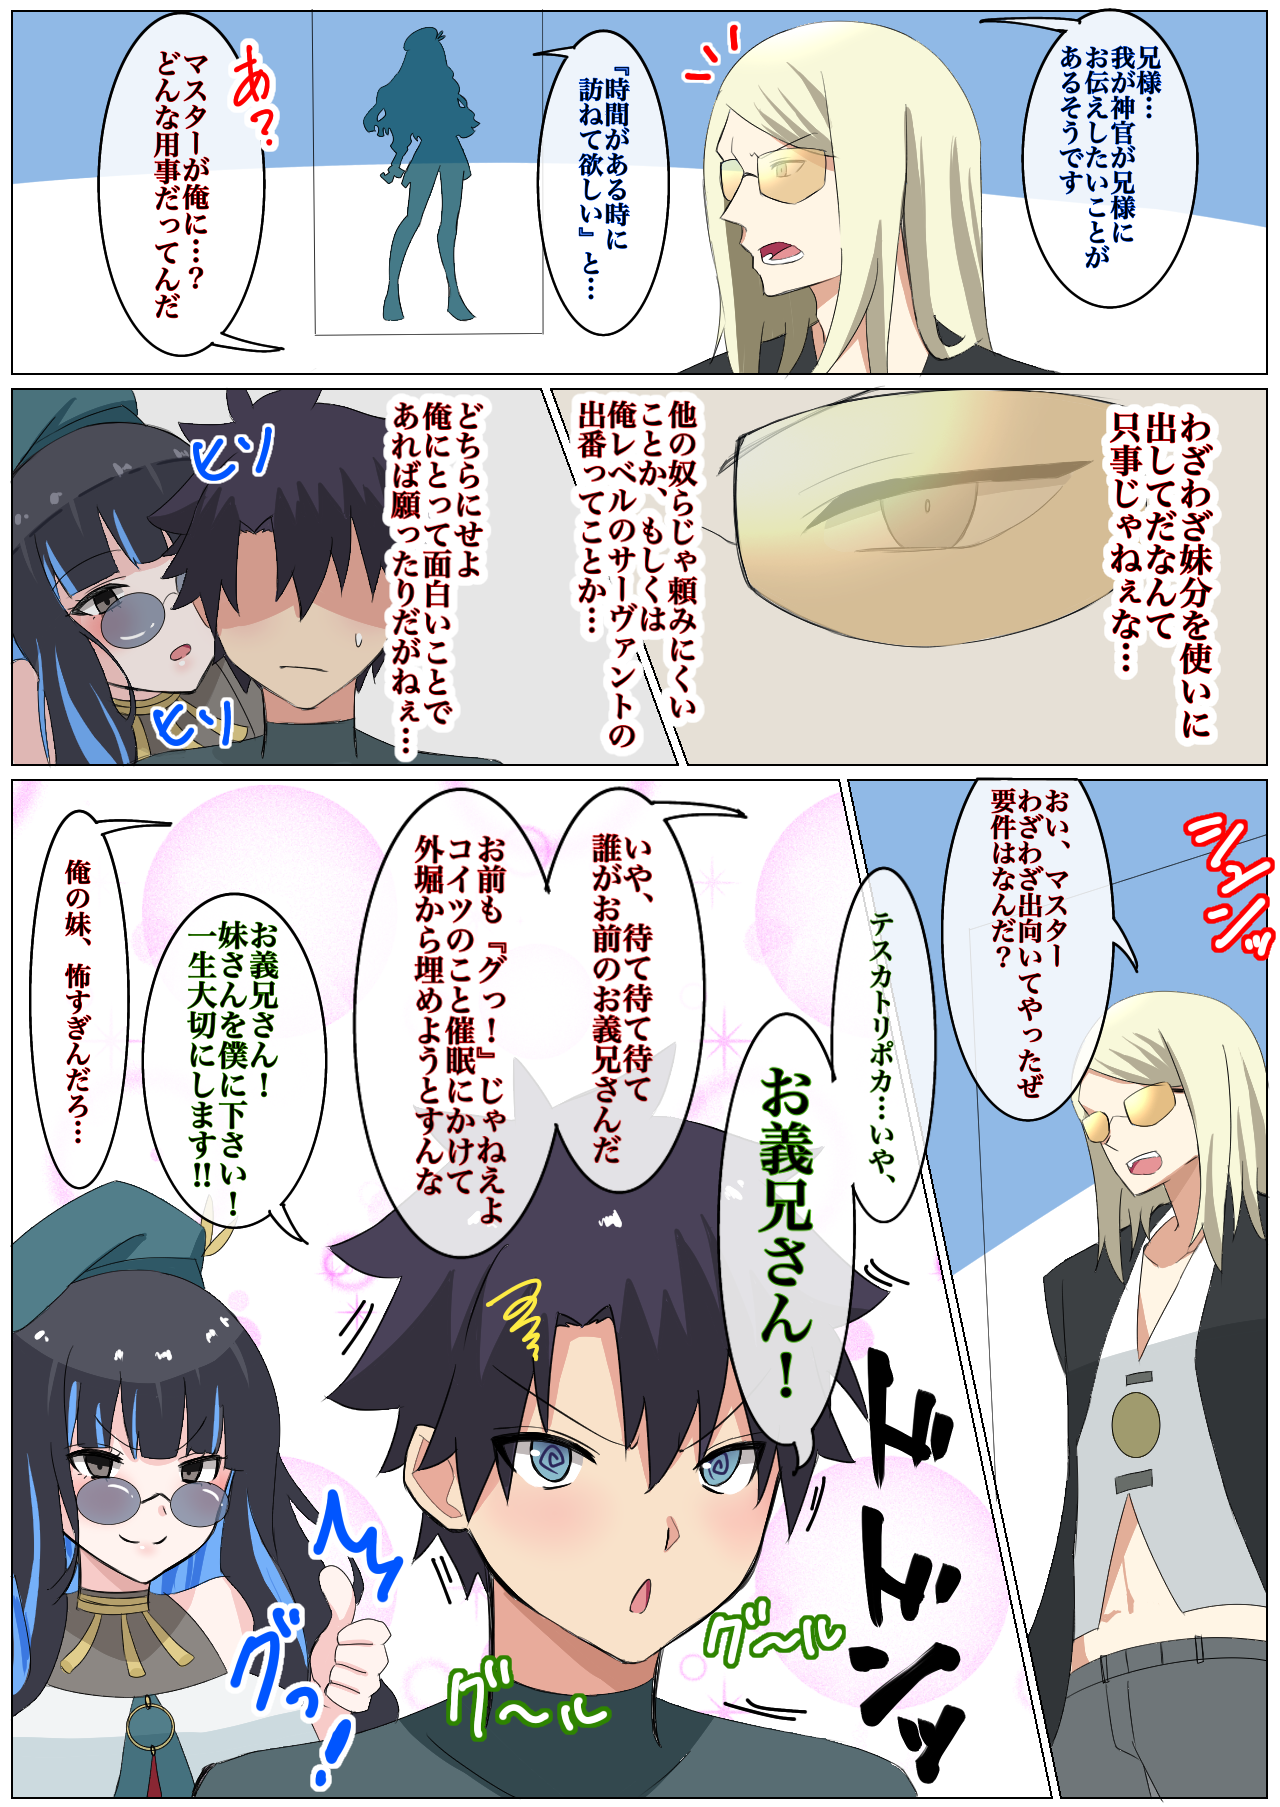 兄様…
我が神官が兄様に
お伝えしたいことが
あるそうです
『時間がある時に
訪ねて欲しい』と…
あ？
マスターが俺に…？
どんな用事だってんだ
わざわざ妹分を使いに
出してだなんて
只事じゃねぇな…
他の奴らじゃ頼みにくい
ことか、もしくは
俺レベルのサーヴァントの
出番ってことか…
どちらにせよ
俺にとって面白いことで
あれば願ったりだがねぇ…
ヒソ
ヒソ
シュンッ
おい、マスター
わざわざ出向いてやったぜ
要件はなんだ？
テスカトリポカ…いや、
お義兄さん！
ドドンッ
いや、待て待て待て
誰がお前のお義兄さんだ
お前も『グっ！』じゃねえよ
コイツのこと催眠にかけて
外堀から埋めようとすんな
お義兄さん！
妹さんを僕に下さい！
一生大切にします!!
俺の妹、怖すぎんだろ…
グ〜ル
グ〜ル
グっ！